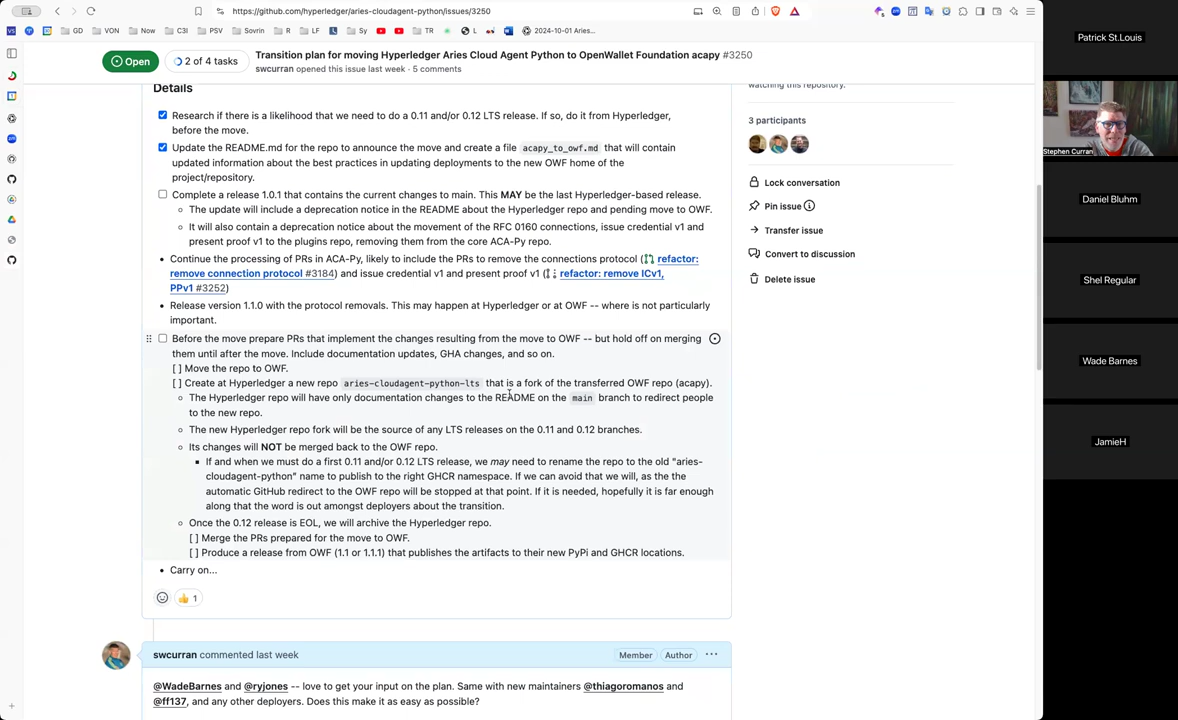 https://github.com/hyperledger/aries-cloudagent-python/issues/3250
GD
VON
Now
C3I
PSV
Sovrin
R
LF
Sy
TR
L
2024-10-01 Aries...
Open
2 of 4 tasks
Transition plan for moving Hyperledger Aries Cloud Agent Python to OpenWallet Foundation acapy #3250
swcurran opened this issue last week · 5 comments
Details
watching this repository.
Research if there is a likelihood that we need to do a 0.11 and/or 0.12 LTS release. If so, do it from Hyperledger,
before the move.
Update the README.md for the repo to announce the move and create a file acapy_to_owf.md that will contain
updated information about the best practices in updating deployments to the new OWF home of the
project/repository.
Complete a release 1.0.1 that contains the current changes to main. This MAY be the last Hyperledger-based release.
The update will include a deprecation notice in the README about the Hyperledger repo and pending move to OWF.
It will also contain a deprecation notice about the movement of the RFC 0160 connections, issue credential v1 and
present proof v1 to the plugins repo, removing them from the core ACA-Py repo.
Continue the processing of PRs in ACA-Py, likely to include the PRs to remove the connections protocol (refactor:
remove connection protocol #3184) and issue credential v1 and present proof v1 (refactor: remove ICv1,
PPv1 #3252)
Release version 1.1.0 with the protocol removals. This may happen at Hyperledger or at OWF -- where is not particularly
important.
Before the move prepare PRs that implement the changes resulting from the move to OWF -- but hold off on merging
them until after the move. Include documentation updates, GHA changes, and so on.
[ ] Move the repo to OWF.
[ ] Create at Hyperledger a new repo aries-cloudagent-python-lts that is a fork of the transferred OWF repo (acapy).
The Hyperledger repo will have only documentation changes to the README on the main branch to redirect people
to the new repo.
The new Hyperledger repo fork will be the source of any LTS releases on the 0.11 and 0.12 branches.
Its changes will NOT be merged back to the OWF repo.
If and when we must do a first 0.11 and/or 0.12 LTS release, we may need to rename the repo to the old "aries-
cloudagent-python" name to publish to the right GHCR namespace. If we can avoid that we will, as the the
automatic GitHub redirect to the OWF repo will be stopped at that point. If it is needed, hopefully it is far enough
along that the word is out amongst deployers about the transition.
Once the 0.12 release is EOL, we will archive the Hyperledger repo.
[ ] Merge the PRs prepared for the move to OWF.
[ ] Produce a release from OWF (1.1 or 1.1.1) that publishes the artifacts to their new PyPi and GHCR locations.
Carry on...
1
swcurran commented last week
Member
Author
@WadeBarnes and @ryjones -- love to get your input on the plan. Same with new maintainers @thiagoromanos and
@ff137, and any other deployers. Does this make it as easy as possible?
3 participants
Lock conversation
Pin issue
Transfer issue
Convert to discussion
Delete issue
Patrick St.Louis
Stephen Curran
Daniel Bluhm
Shel Regular
Wade Barnes
JamieH